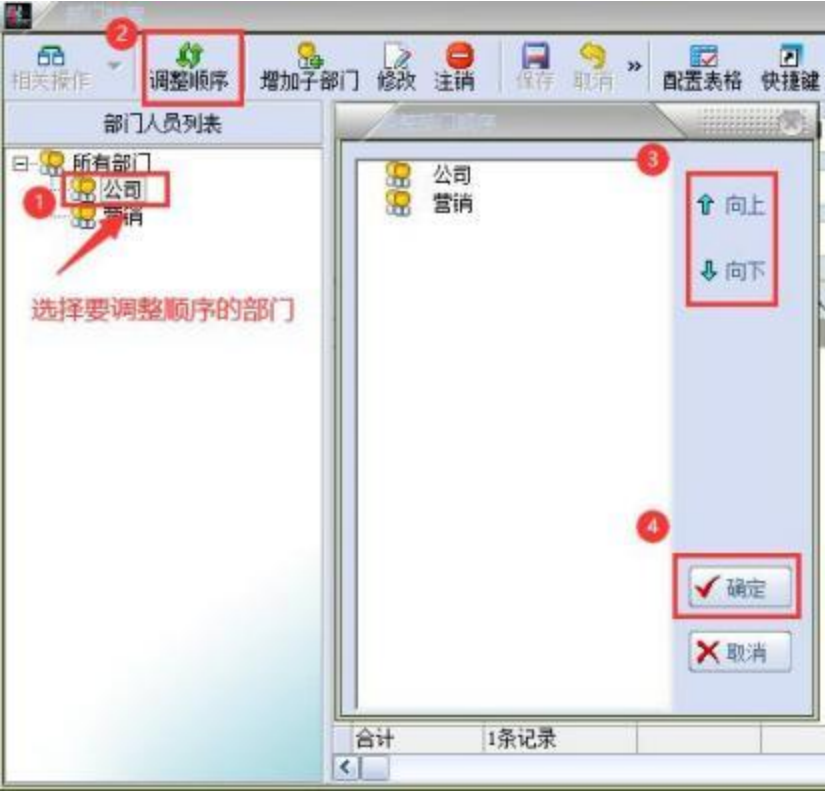 2
相关操作 调整顺序 增加子部门 修改 注销 保存 取消 » 配置表格 快捷键
部门人员列表
所有部门
1 公司
营销
选择要调整顺序的部门
公司
营销
3
向上
向下
4
确定
取消
合计 1条记录